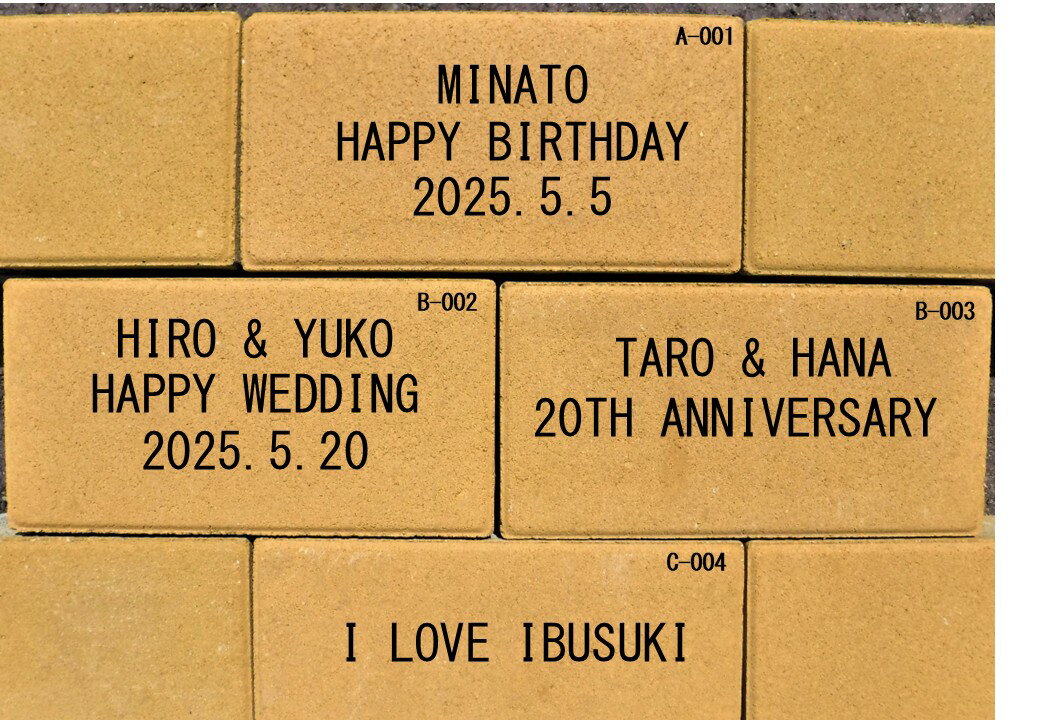 A-001
MINATO
HAPPY BIRTHDAY
2025.5.5
B-002
HIRO & YUKO
HAPPY WEDDING
2025.5.20
B-003
TARO & HANA
20TH ANNIVERSARY
C-004
I LOVE IBUSUKI